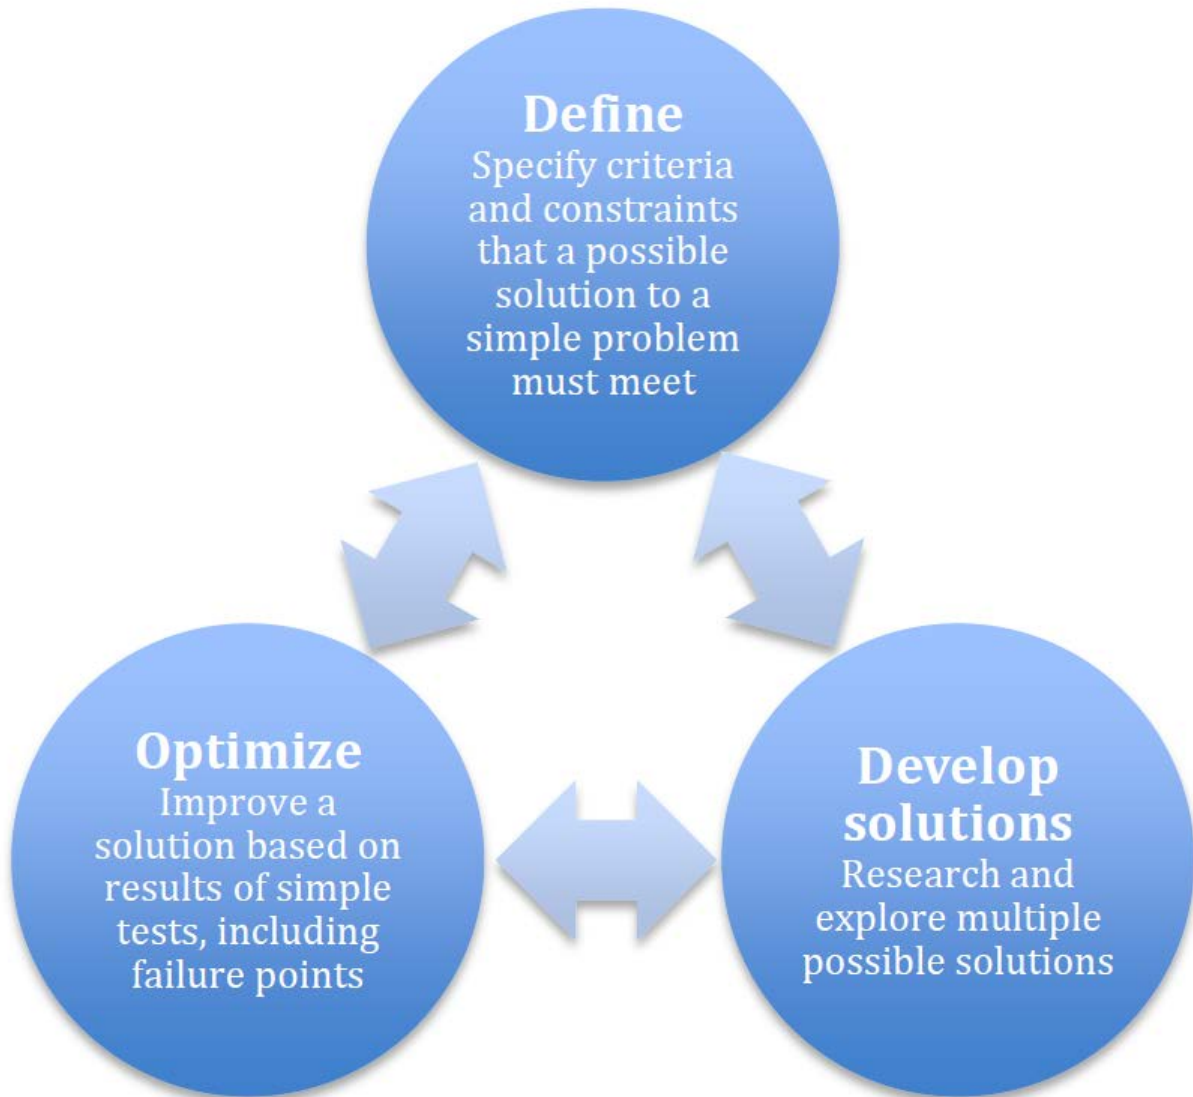 Define
Specify criteria
and constraints
that a possible
solution to a
simple problem
must meet
Optimize
Improve a
solution based on
results of simple
tests, including
failure points
Develop
solutions
Research and
explore multiple
possible solutions